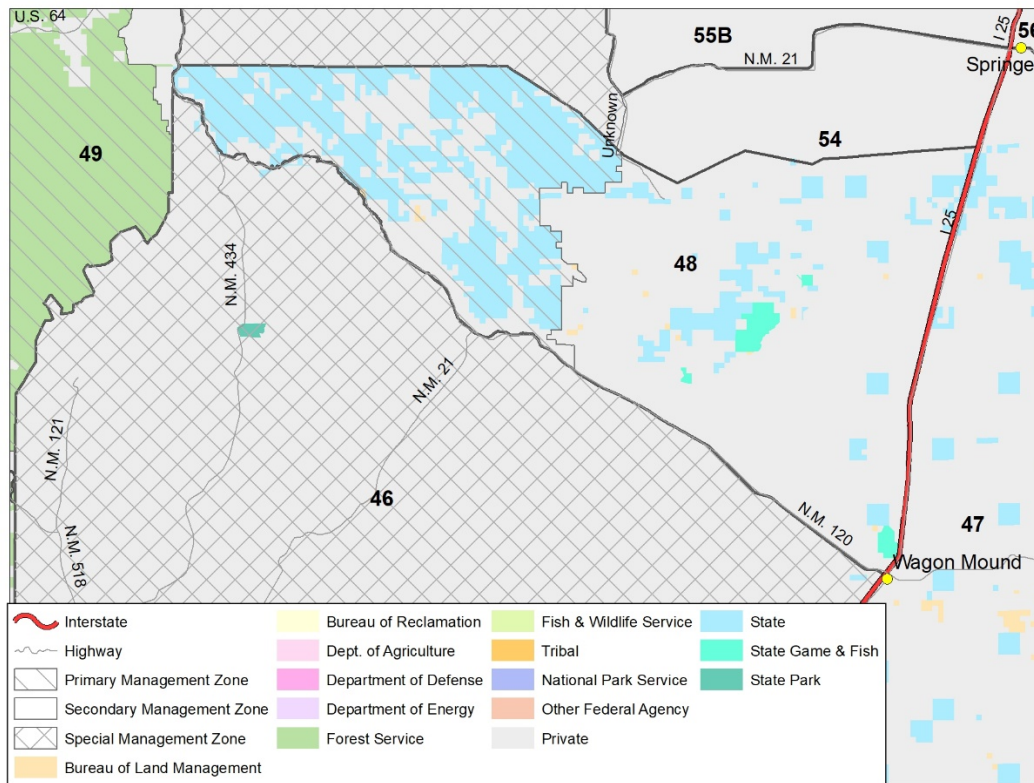 U.S. 64
55B
I 25
56
N.M. 21
Springe
Unknown
49
54
I 25
48
N.M. 434
N.M. 21
N.M. 121
46
N.M. 120
47
N.M. 518
Wagon Mound
Interstate
Highway
Primary Management Zone
Secondary Management Zone
Special Management Zone
Bureau of Land Management
Bureau of Reclamation
Dept. of Agriculture
Department of Defense
Department of Energy
Forest Service
Fish & Wildlife Service
Tribal
National Park Service
Other Federal Agency
Private
State
State Game & Fish
State Park